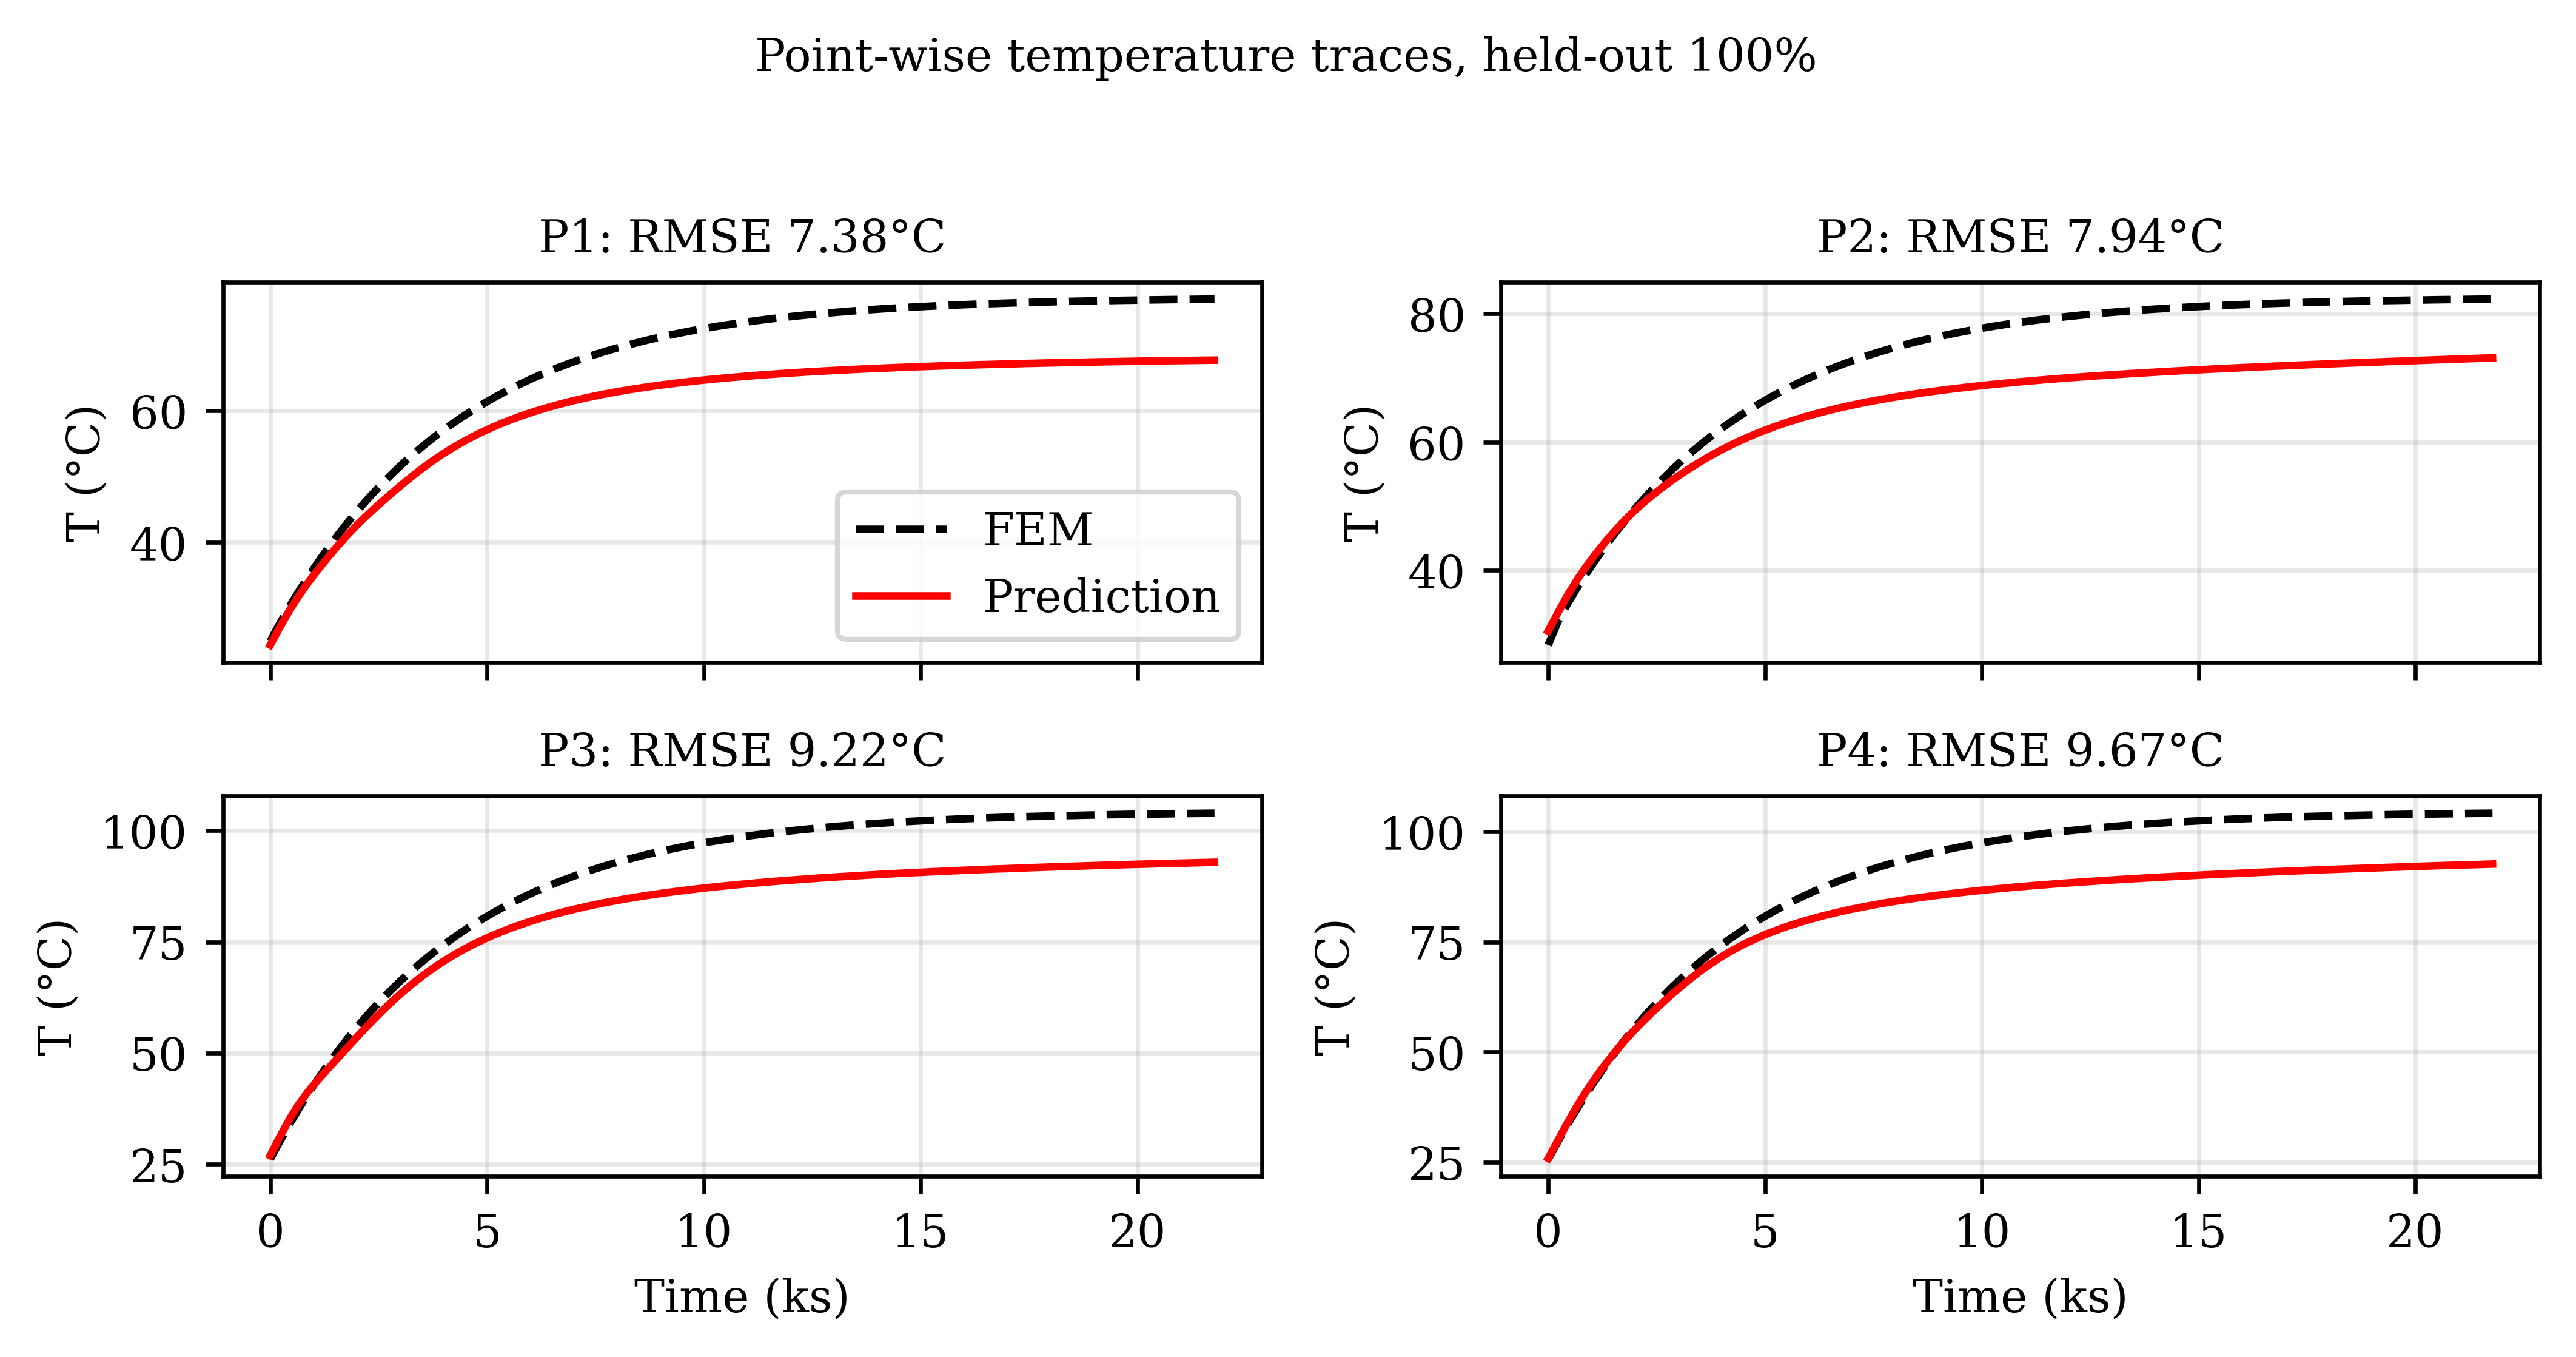 Point-wise temperature traces, held-out 100%
P1: RMSE 7.38°C
T (°C)
60
40
FEM
Prediction
P2: RMSE 7.94°C
T (°C)
80
60
40
P3: RMSE 9.22°C
T (°C)
100
75
50
25
0 5 10 15 20
Time (ks)
P4: RMSE 9.67°C
T (°C)
100
75
50
25
0 5 10 15 20
Time (ks)